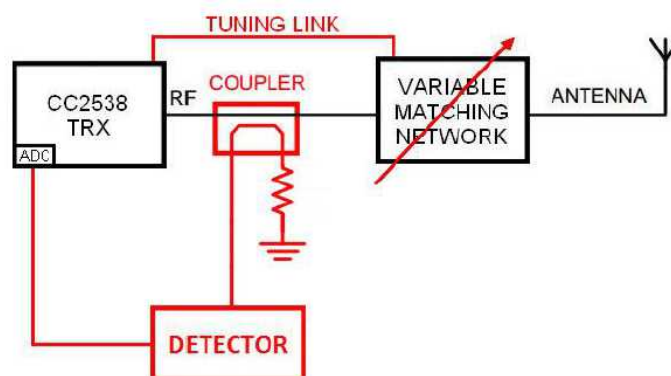 TUNING LINK
CC2538
TRX
ADC
RF
COUPLER
VARIABLE
MATCHING
NETWORK
ANTENNA
DETECTOR